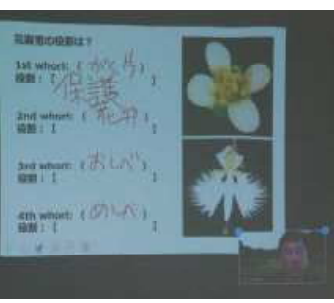 花器官の役割は？
1st whorl: ( がく片 )
役割：[ 保護 ]
2nd whorl: ( 花弁 )
役割：[ ]
3rd whorl: ( おしべ )
役割：[ ]
4th whorl: ( めしべ )
役割：[ ]